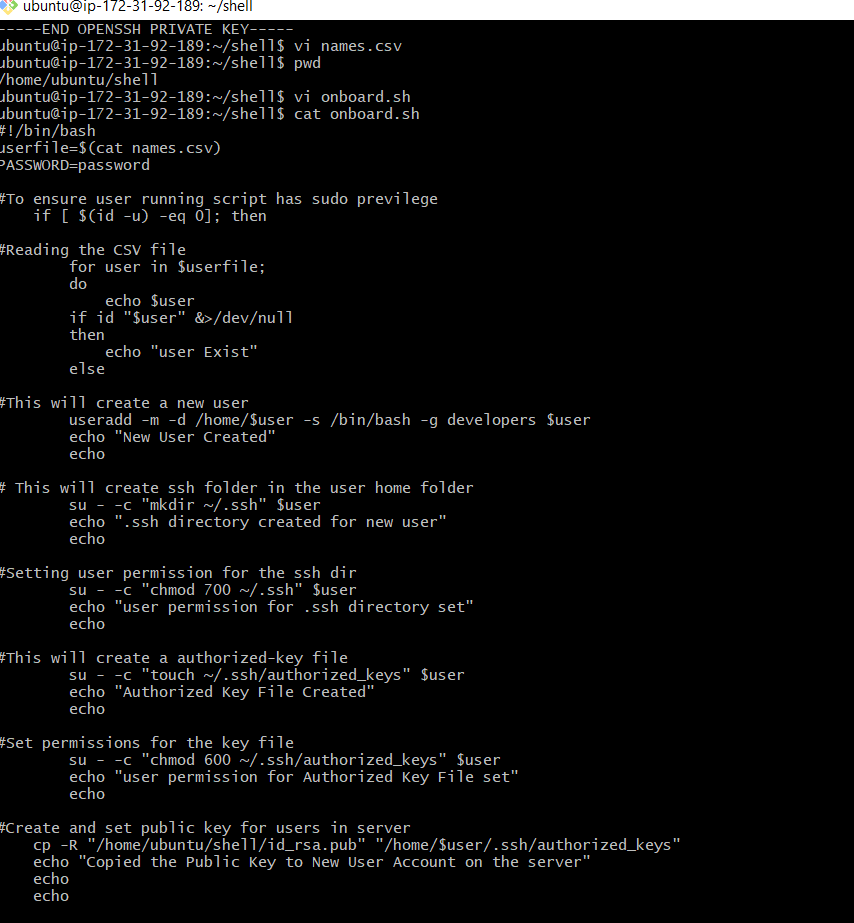 ubuntu@ip-172-31-92-189: ~/shell
-----END OPENSSH PRIVATE KEY-----
ubuntu@ip-172-31-92-189:~/shell$ vi names.csv
ubuntu@ip-172-31-92-189:~/shell$ pwd
/home/ubuntu/shell
ubuntu@ip-172-31-92-189:~/shell$ vi onboard.sh
ubuntu@ip-172-31-92-189:~/shell$ cat onboard.sh
#!/bin/bash
userfile=$(cat names.csv)
PASSWORD=password

#To ensure user running script has sudo previlege
    if [ $(id -u) -eq 0]; then

#Reading the CSV file
        for user in $userfile;
        do
            echo $user
        if id "$user" &>/dev/null
        then
            echo "user Exist"
        else

#This will create a new user
        useradd -m -d /home/$user -s /bin/bash -g developers $user
        echo "New User Created"
        echo

# This will create ssh folder in the user home folder
        su - -c "mkdir ~/.ssh" $user
        echo ".ssh directory created for new user"
        echo

#Setting user permission for the ssh dir
        su - -c "chmod 700 ~/.ssh" $user
        echo "user permission for .ssh directory set"
        echo

#This will create a authorized-key file
        su - -c "touch ~/.ssh/authorized_keys" $user
        echo "Authorized Key File Created"
        echo

#Set permissions for the key file
        su - -c "chmod 600 ~/.ssh/authorized_keys" $user
        echo "user permission for Authorized Key File set"
        echo

#Create and set public key for users in server
    cp -R "/home/ubuntu/shell/id_rsa.pub" "/home/$user/.ssh/authorized_keys"
    echo "Copied the Public Key to New User Account on the server"
    echo
    echo